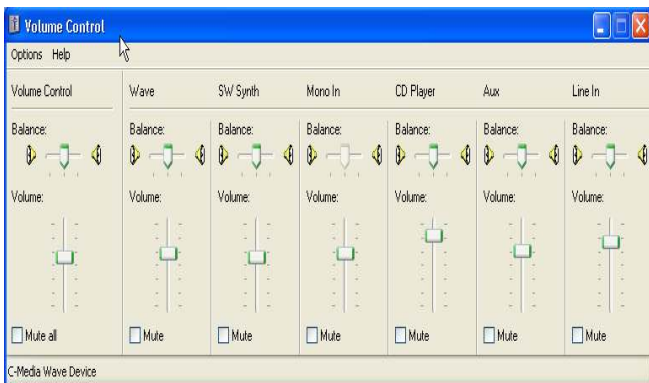 Volume Control
Options Help
Volume Control Wave SW Synth Mono In CD Player Aux Line In
Balance: Balance: Balance: Balance: Balance: Balance: Balance:
Volume: Volume: Volume: Volume: Volume: Volume: Volume:
Mute all Mute Mute Mute Mute Mute Mute
C-Media Wave Device